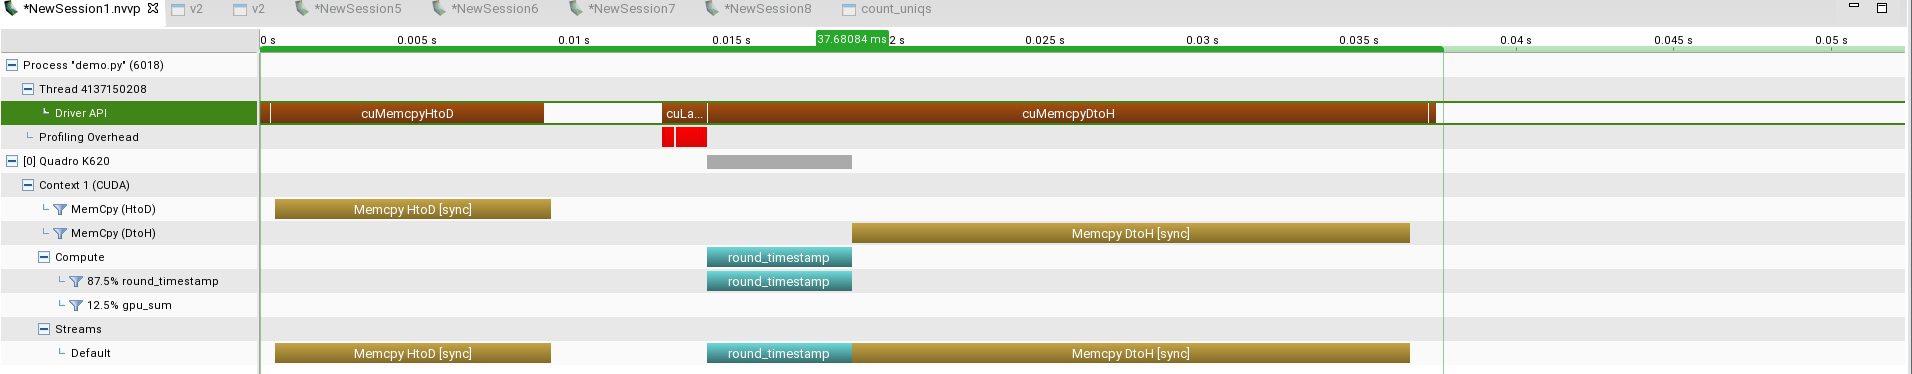 *NewSession1.nvvp v2 v2 *NewSession5 *NewSession6 *NewSession7 *NewSession8 count_uniqs
0 s 0.005 s 0.01 s 0.015 s 37.68084 ms 2 s 0.025 s 0.03 s 0.035 s 0.04 s 0.045 s 0.05 s
Process "demo.py" (6018)
Thread 4137150208
Driver API cuMemcpyHtoD cuLa... cuMemcpyDtoH
Profiling Overhead
[0] Quadro K620
Context 1 (CUDA)
MemCpy (HtoD) Memcpy HtoD [sync]
MemCpy (DtoH) Memcpy DtoH [sync]
Compute round_timestamp
87.5% round_timestamp round_timestamp
12.5% gpu_sum
Streams
Default Memcpy HtoD [sync] round_timestamp Memcpy DtoH [sync]